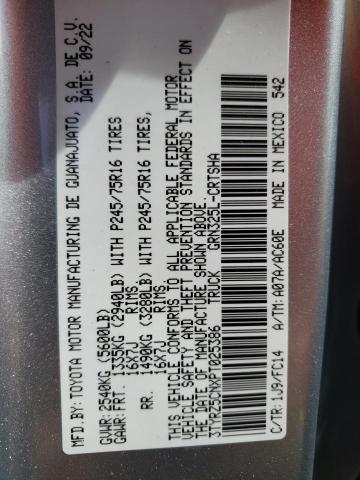 MFD.BY:TOYOTA MOTOR MANUFACTURING DE GUANAJUATO, S.A. DE C.V.
DATE: 09/22
GVWR:2540KG (5600LB)
GAWR:FRT. 1335KG (2940LB) WITH P245/75R16 TIRES
16X7J RIMS,
RR. 1490KG (3280LB) WITH P245/75R16 TIRES,
16X7J RIMS.
THIS VEHICLE CONFORMS TO ALL APPLICABLE FEDERAL MOTOR
VEHICLE SAFETY AND THEFT PREVENTION STANDARDS IN EFFECT ON
THE DATE OF MANUFACTURE SHOWN ABOVE.
3TYRZ5CNXPT025386 TRUCK GRN325L-CRTSHA
C/TR:1J9/FC14 A/TM:A07A/AC60E MADE IN MEXICO 542